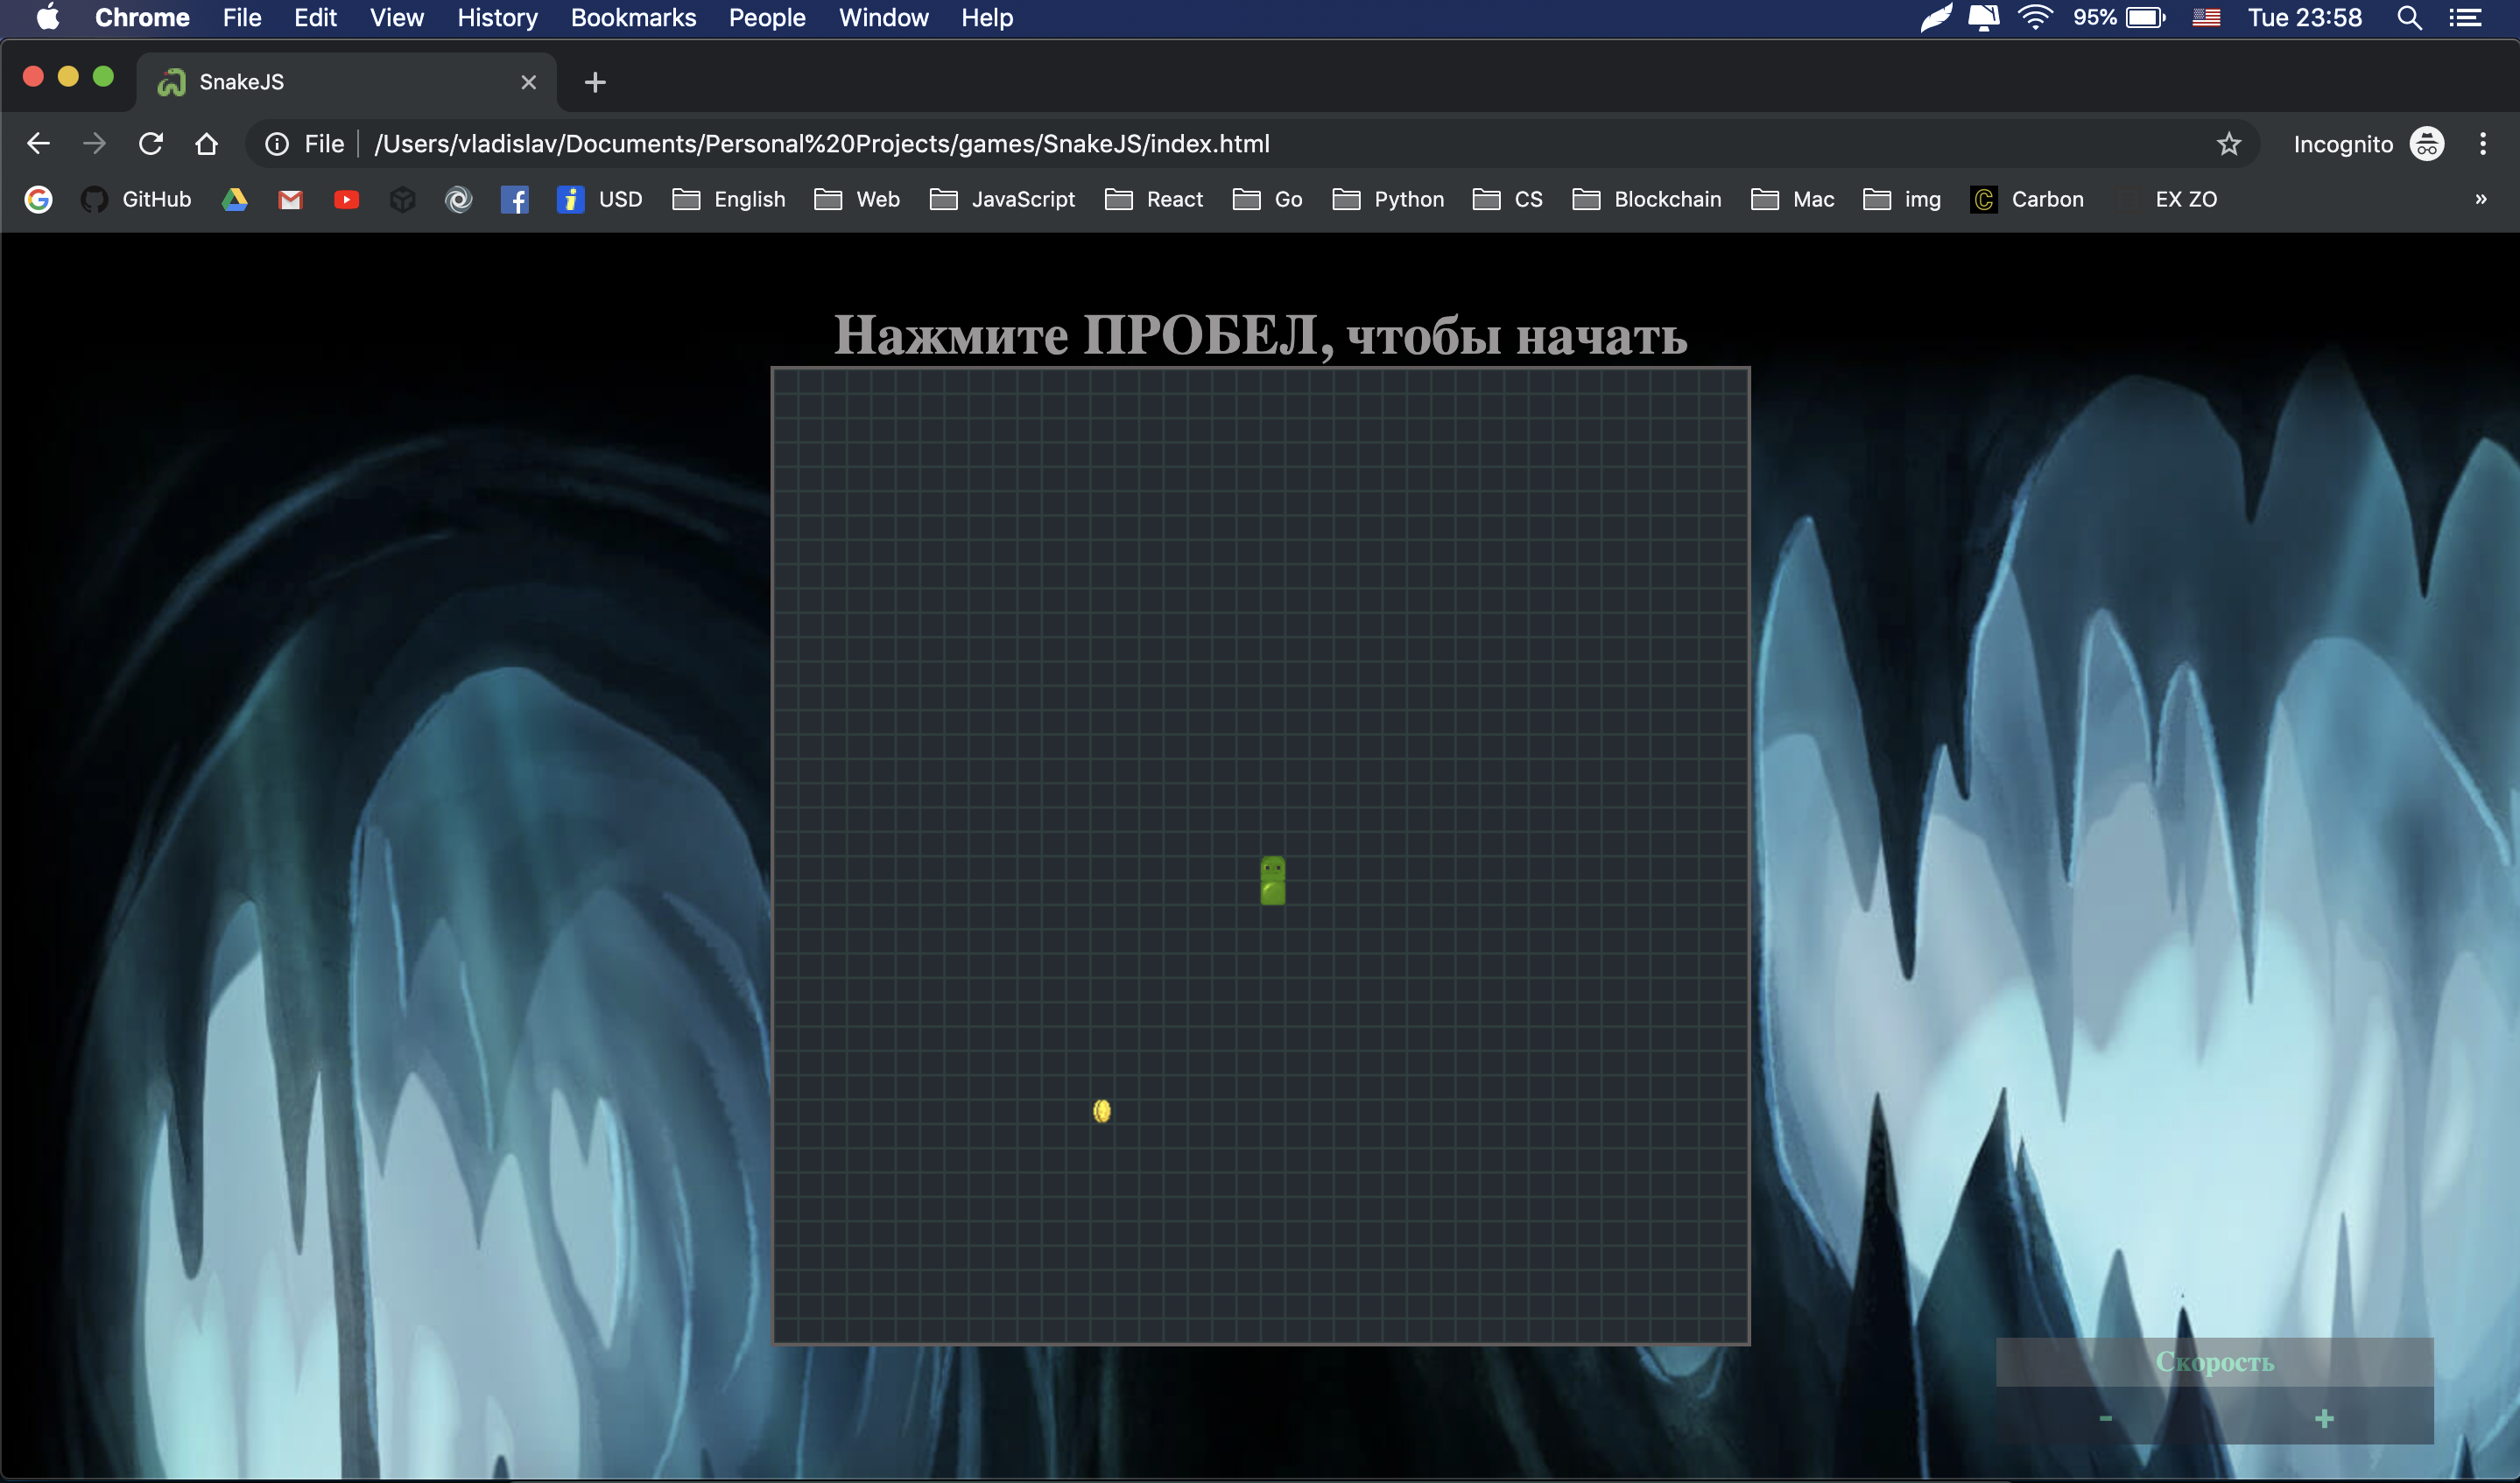 Chrome File Edit View History Bookmarks People Window Help 95% Tue 23:58
SnakeJS
File /Users/vladislav/Documents/Personal%20Projects/games/SnakeJS/index.html Incognito
GitHub USD English Web JavaScript React Go Python CS Blockchain Mac img Carbon EX ZO »
Нажмите ПРОБЕЛ, чтобы начать
Скорость
- +